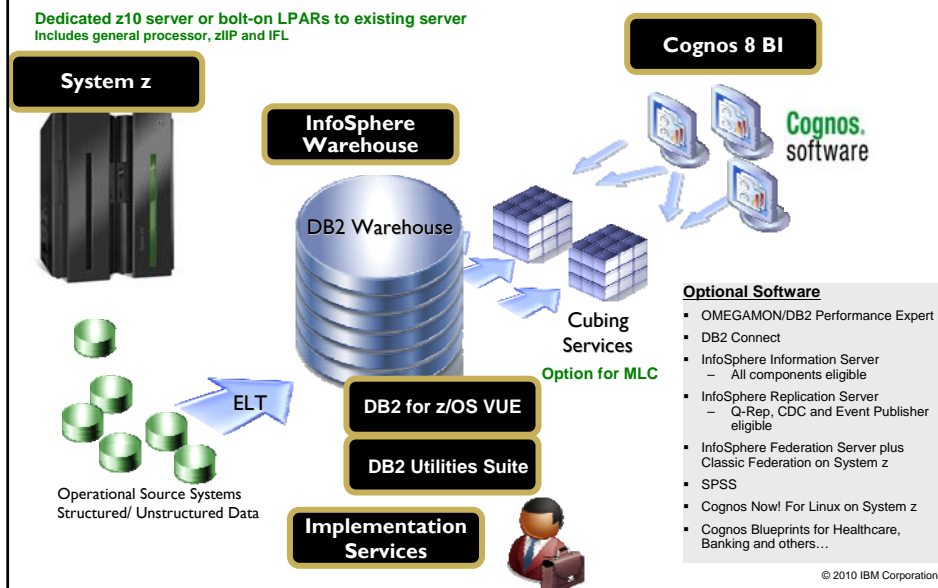 Dedicated z10 server or bolt-on LPARs to existing server
Includes general processor, zIIP and IFL
System z
Cognos 8 BI
InfoSphere
Warehouse
Cognos.
software
DB2 Warehouse
Cubing
Services
Option for MLC
ELT
Operational Source Systems
Structured/ Unstructured Data
DB2 for z/OS VUE
DB2 Utilities Suite
Implementation
Services
Optional Software
▪ OMEGAMON/DB2 Performance Expert
▪ DB2 Connect
▪ InfoSphere Information Server
– All components eligible
▪ InfoSphere Replication Server
– Q-Rep, CDC and Event Publisher
eligible
▪ InfoSphere Federation Server plus
Classic Federation on System z
▪ SPSS
▪ Cognos Now! For Linux on System z
▪ Cognos Blueprints for Healthcare,
Banking and others…
© 2010 IBM Corporation